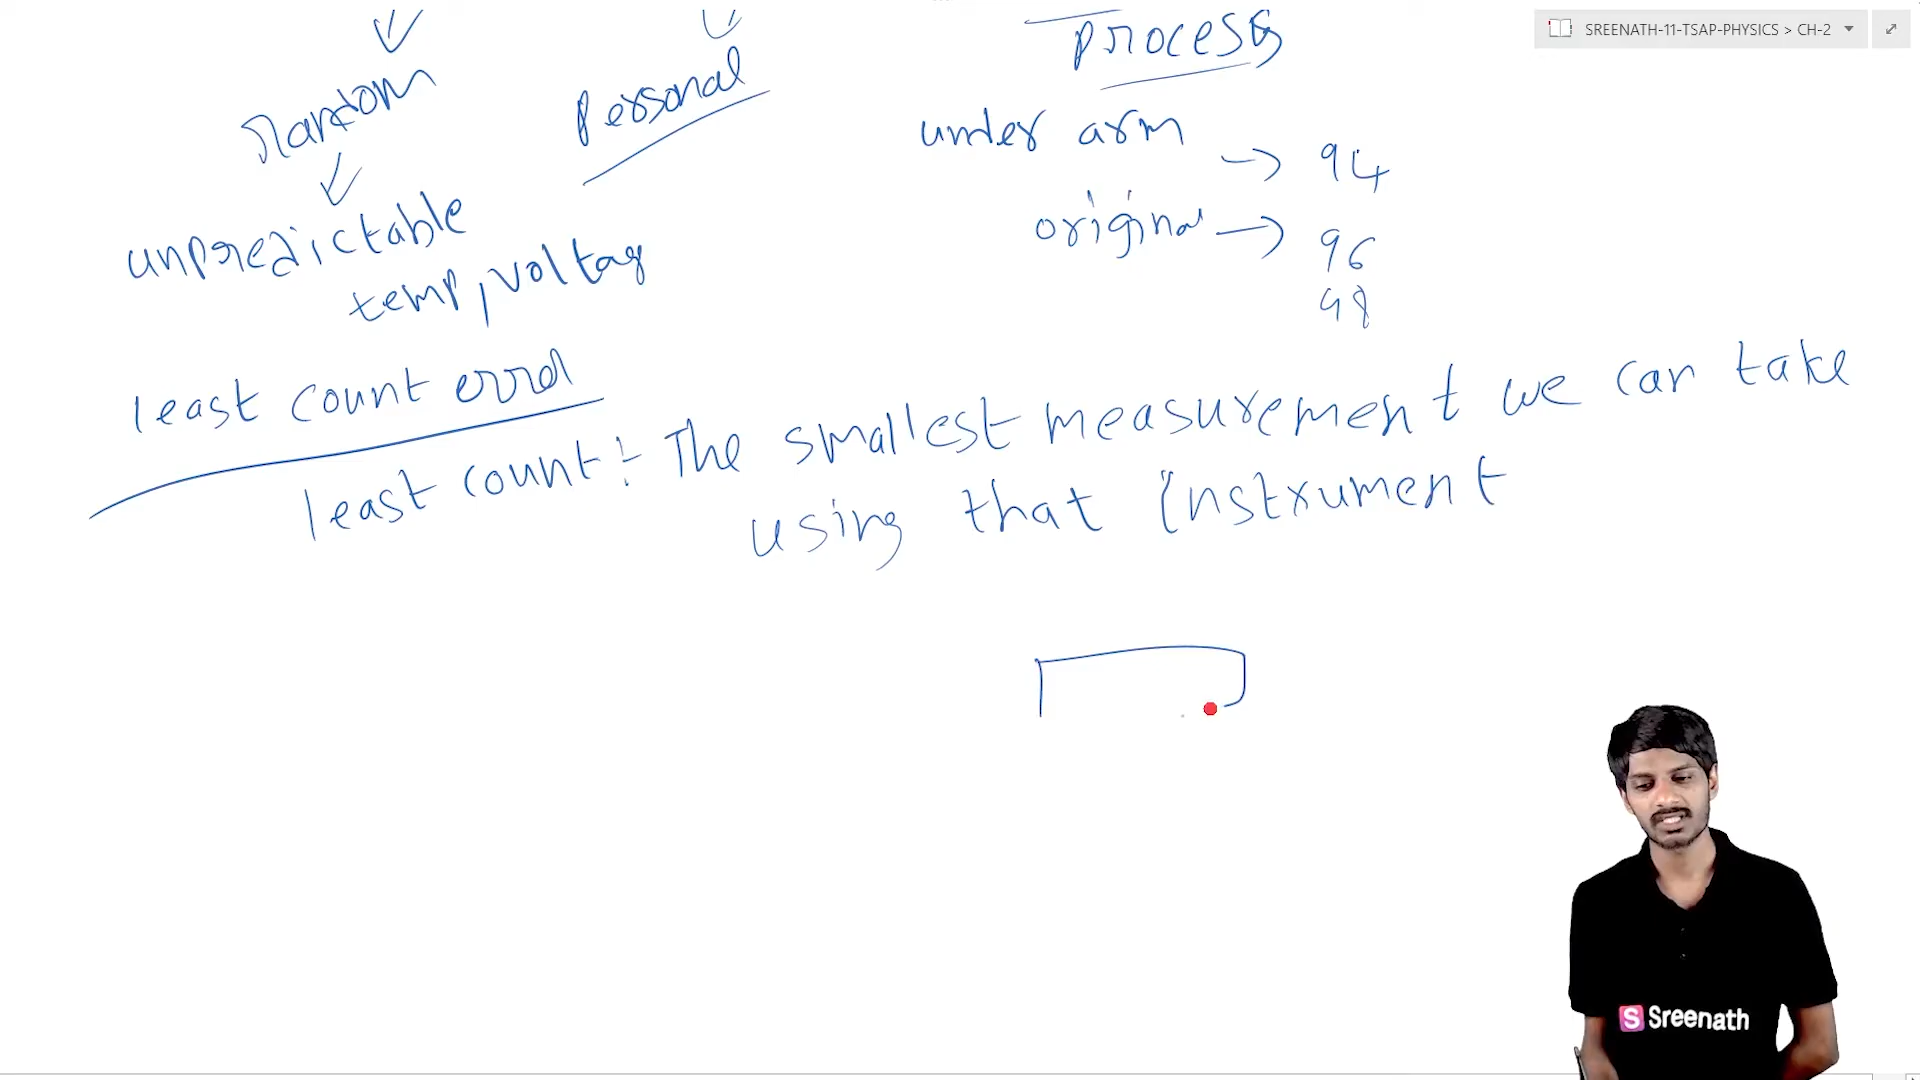 SREENATH-11-TSAP-PHYSICS > CH-2
Process
Random
Personal
under arm → 94
original → 96
98
unpredictable
temp, voltag
least count error
least count :- The smallest measurement we can take
using that instrument
S Sreenath